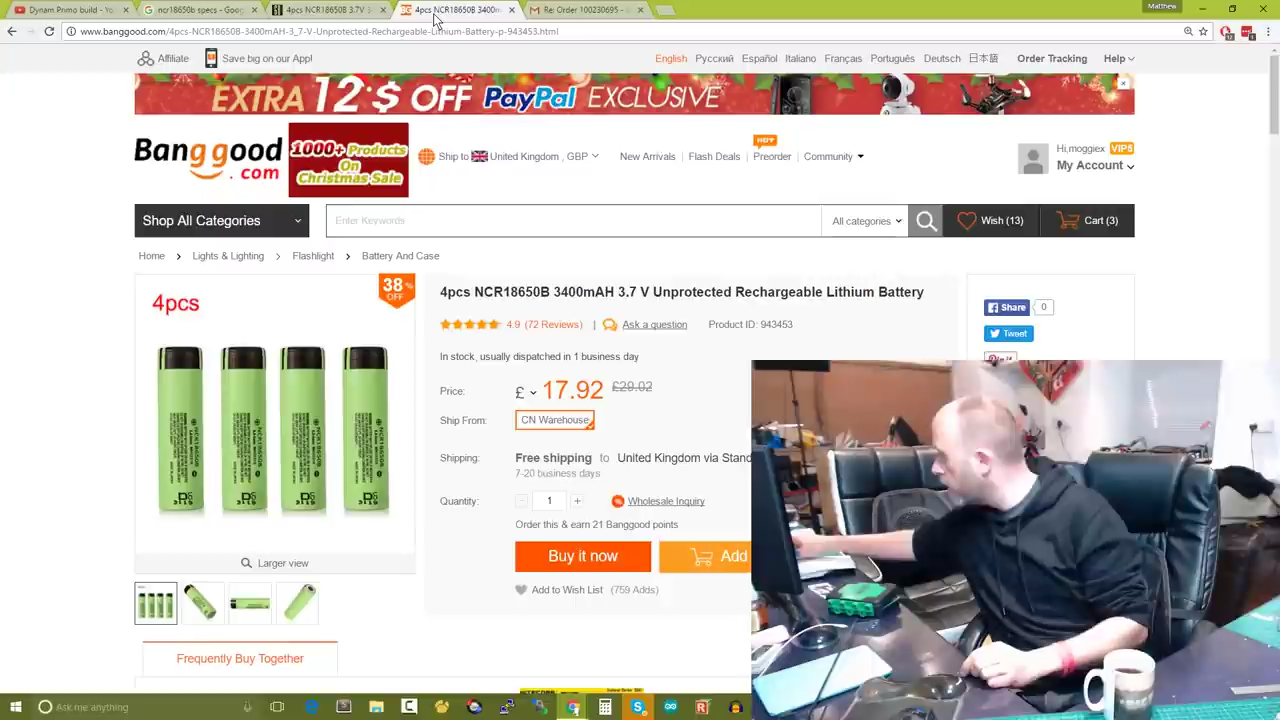 Matthew
Dynam Primo build - Yo
ncr18650b specs - Goog
4pcs NCR18650B 3.7V 3
4pcs NCR18650B 3400m
Re: Order 100230695 -
www.banggood.com/4pcs-NCR18650B-3400mAH-3_7-V-Unprotected-Rechargeable-Lithium-Battery-p-943453.html
Affiliate
Save big on our App!
English Русский Español Italiano Français Português Deutsch 日本語 Order Tracking Help
EXTRA 12$ OFF PayPal EXCLUSIVE
Banggood.com
1000+ Products On Christmas Sale
Ship to United Kingdom , GBP
New Arrivals Flash Deals HOT Preorder Community
Hi,moggiex VIP5
My Account
Shop All Categories
Enter Keywords
All categories
Wish (13)
Cart (3)
Home Lights & Lighting Flashlight Battery And Case
4pcs
38% OFF
4pcs NCR18650B 3400mAH 3.7 V Unprotected Rechargeable Lithium Battery
4.9 (72 Reviews) | Ask a question Product ID: 943453
In stock, usually dispatched in 1 business day
Price: £ 17.92 £29.02
Ship From: CN Warehouse
Shipping: Free shipping to United Kingdom via Stand
7-20 business days
Quantity: - 1 + Wholesale Inquiry
Order this & earn 21 Banggood points
Buy it now
Add
Add to Wish List (759 Adds)
Share 0
Tweet
Pin it
NCR18650B
NCR18650B
NCR18650B
NCR18650B
Larger view
Frequently Buy Together
Ask me anything